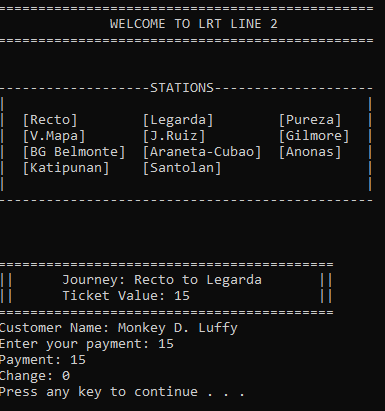 ===============================================
WELCOME TO LRT LINE 2
===============================================
-------------------STATIONS--------------------
| |
| [Recto] [Legarda] [Pureza] |
| [V.Mapa] [J.Ruiz] [Gilmore] |
| [BG Belmonte] [Araneta-Cubao] [Anonas] |
| [Katipunan] [Santolan] |
| |
-----------------------------------------------
==========================================
|| Journey: Recto to Legarda ||
|| Ticket Value: 15 ||
==========================================
Customer Name: Monkey D. Luffy
Enter your payment: 15
Payment: 15
Change: 0
Press any key to continue . . .